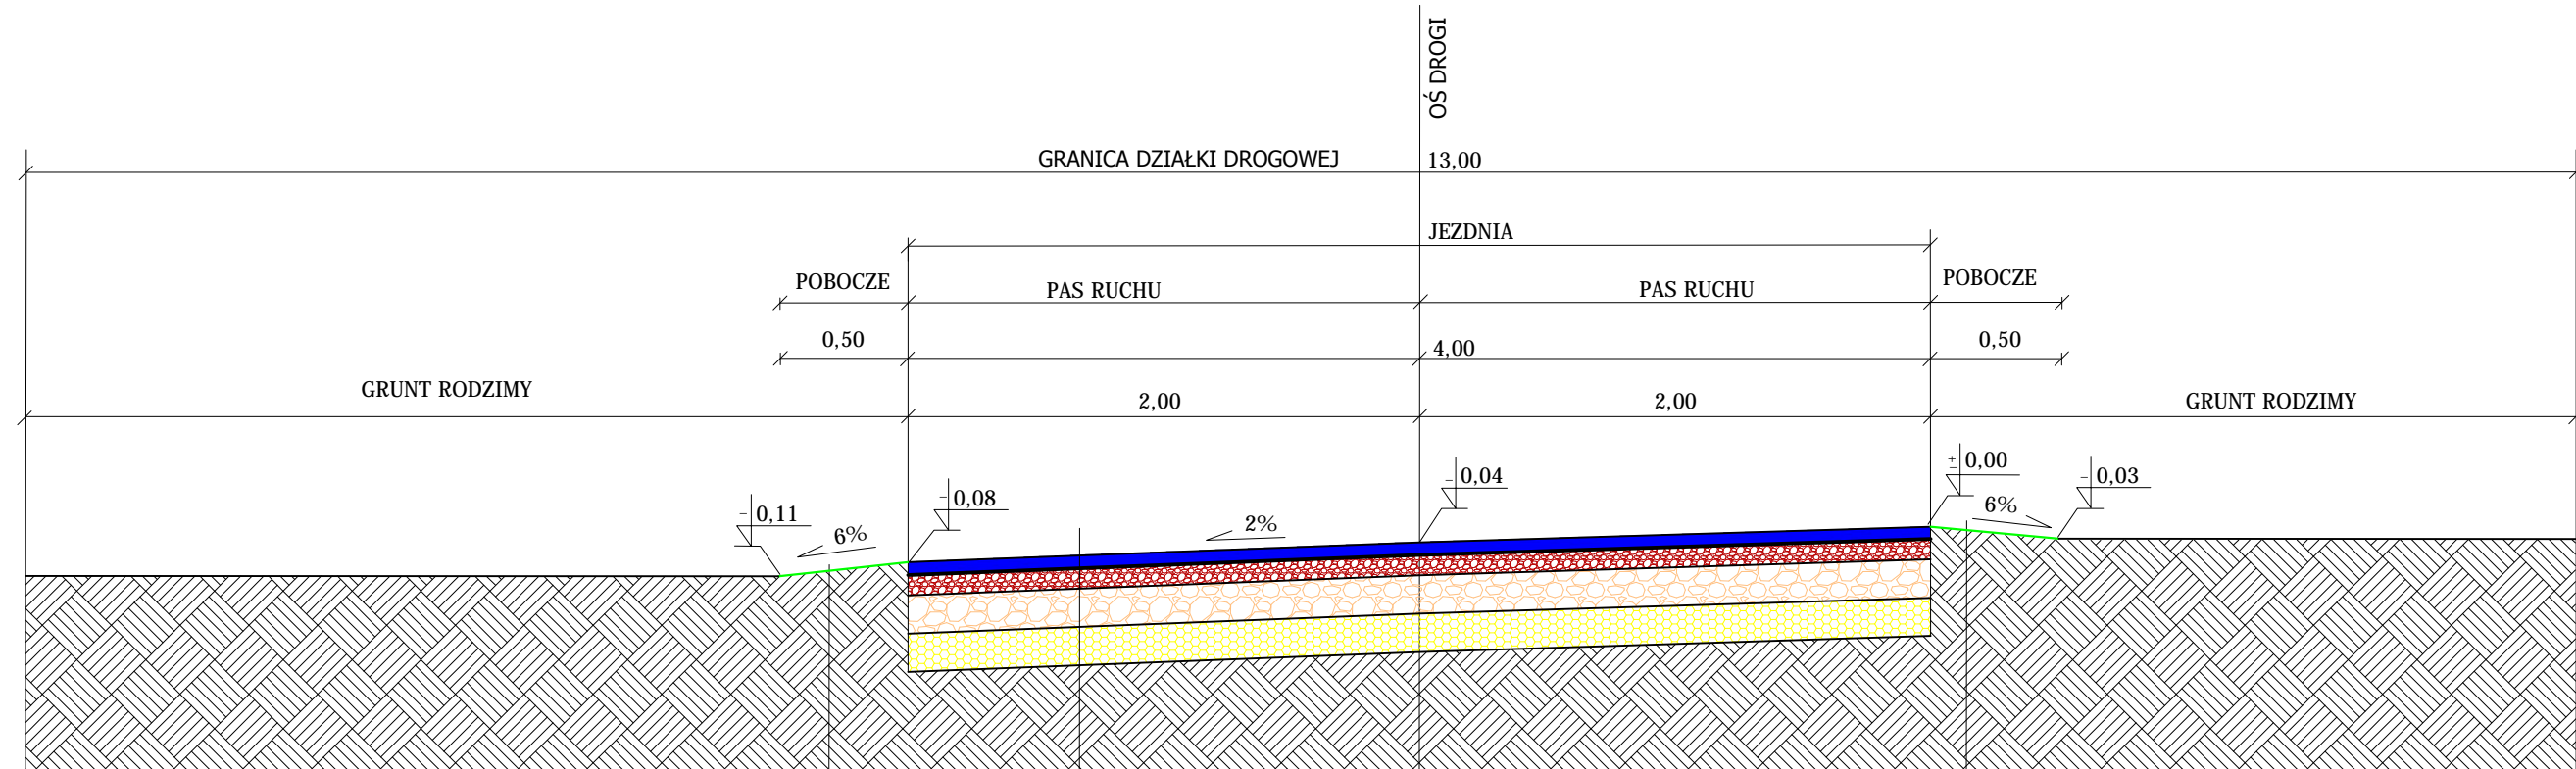 OŚ DROGI
GRANICA DZIAŁKI DROGOWEJ 13,00
JEZDNIA
POBOCZE PAS RUCHU PAS RUCHU POBOCZE
0,50 4,00 0,50
GRUNT RODZIMY 2,00 2,00 GRUNT RODZIMY
-0,11 6% -0,08 2% -0,04 ±0,00 6% -0,03